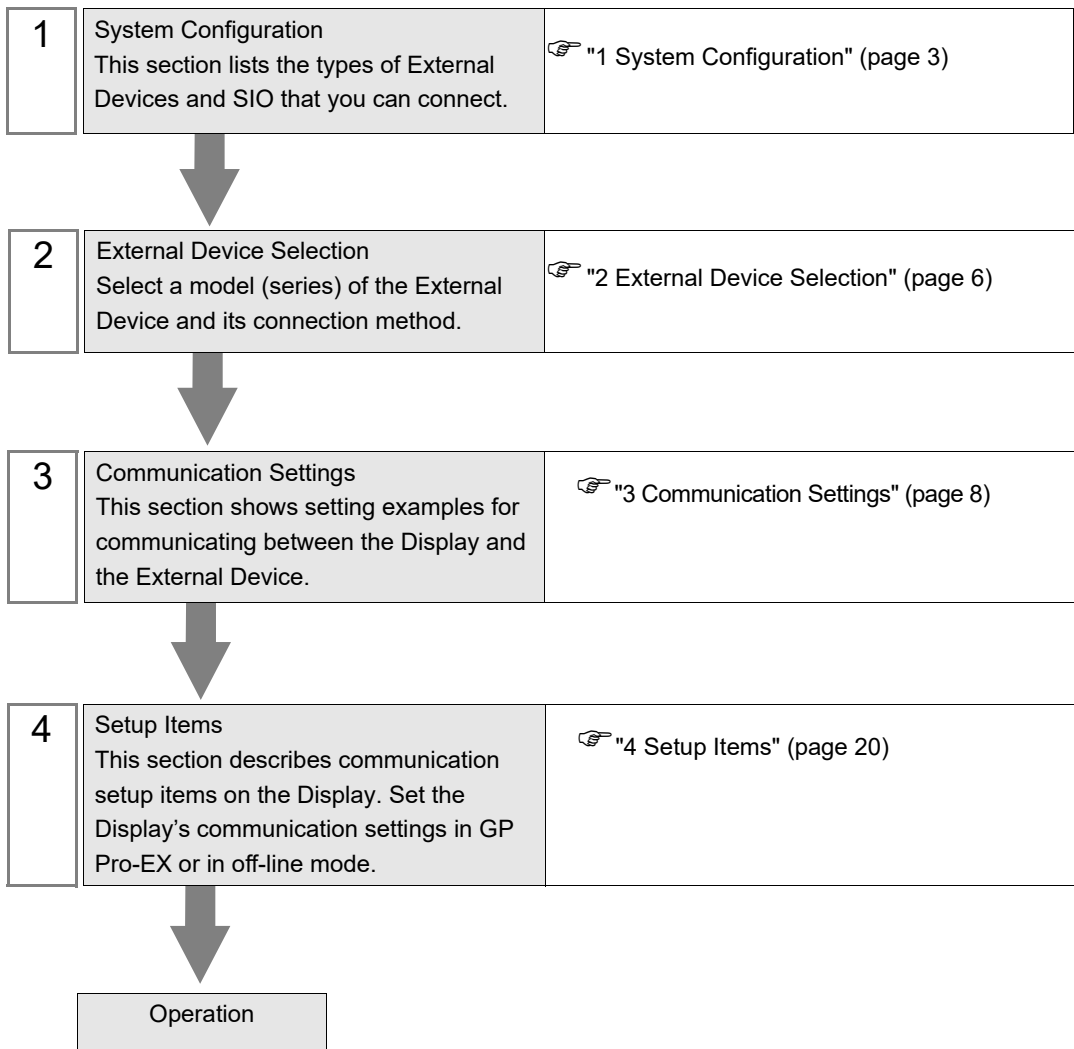 1
System Configuration
This section lists the types of External
Devices and SIO that you can connect.
"1 System Configuration" (page 3)
2
External Device Selection
Select a model (series) of the External
Device and its connection method.
"2 External Device Selection" (page 6)
3
Communication Settings
This section shows setting examples for
communicating between the Display and
the External Device.
"3 Communication Settings" (page 8)
4
Setup Items
This section describes communication
setup items on the Display. Set the
Display’s communication settings in GP
Pro-EX or in off-line mode.
"4 Setup Items" (page 20)
Operation